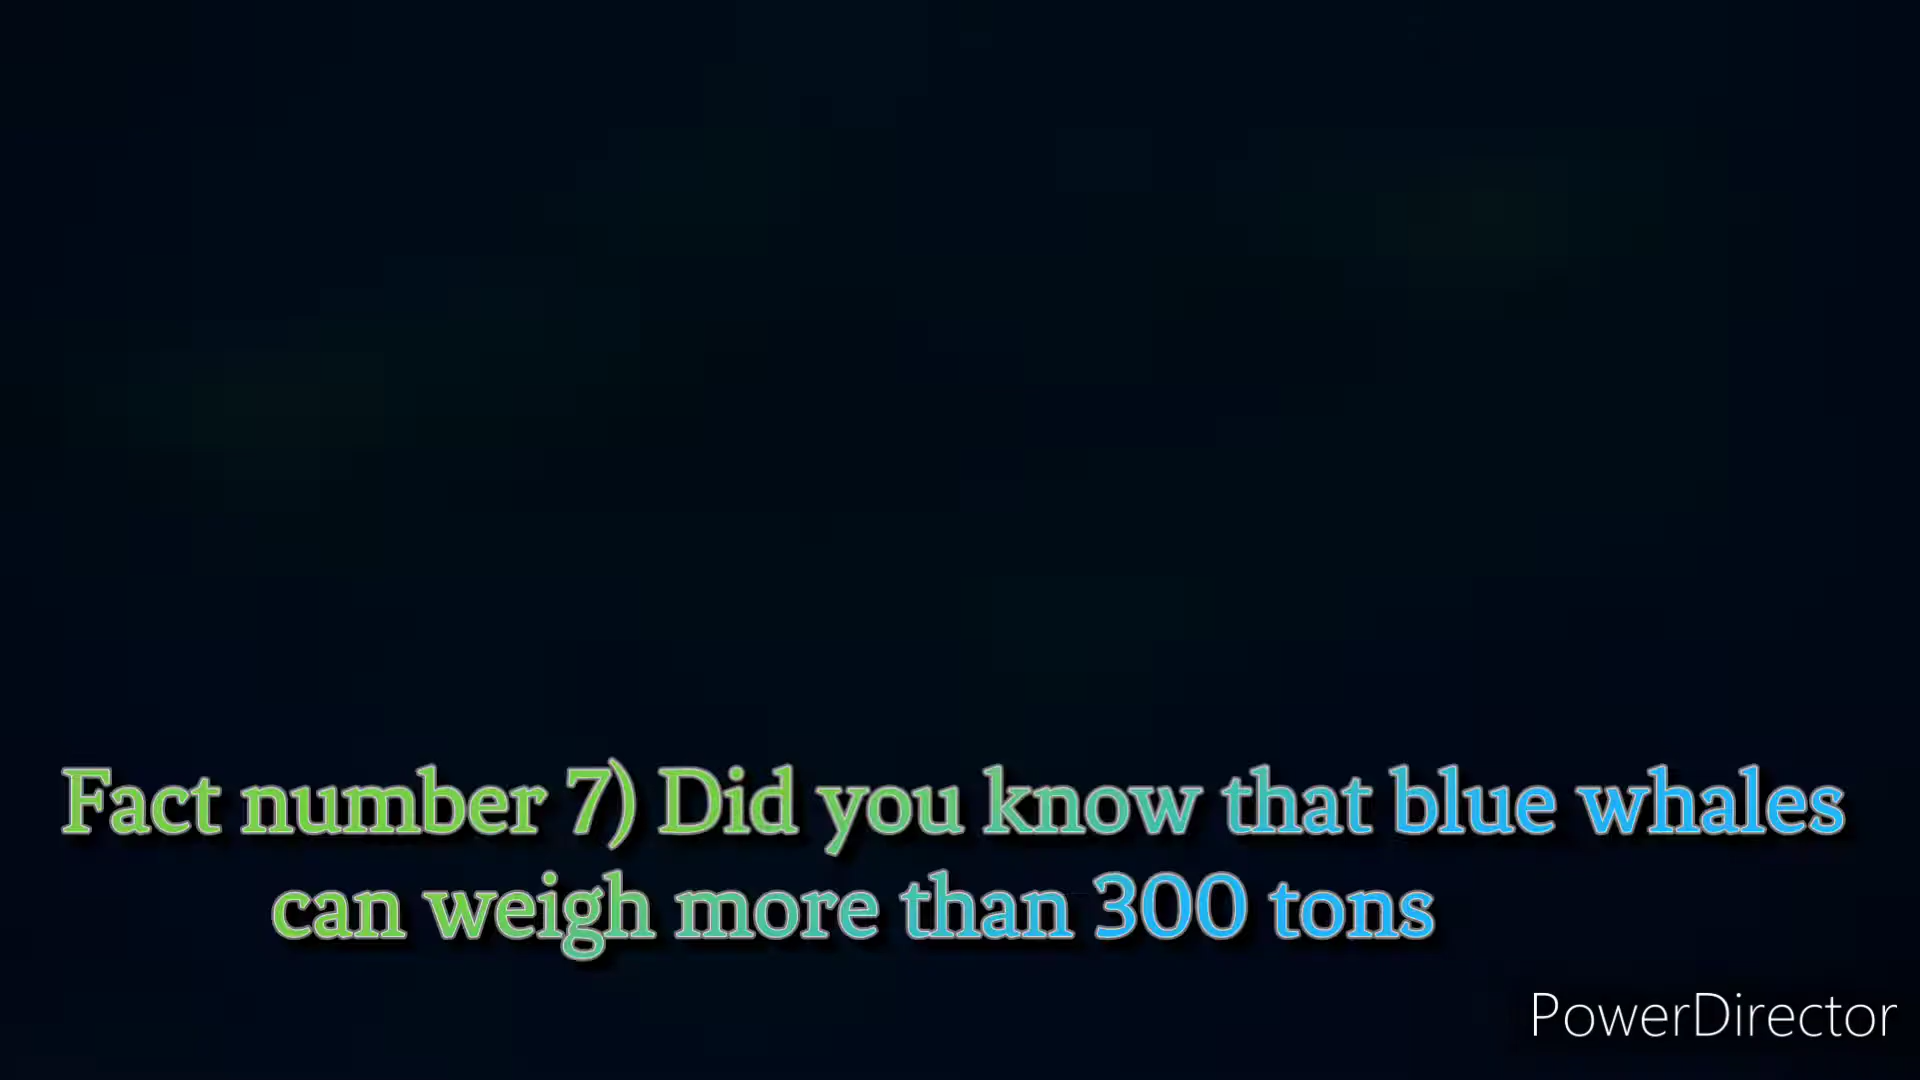 Fact number 7) Did you know that blue whales
can weigh more than 300 tons
PowerDirector